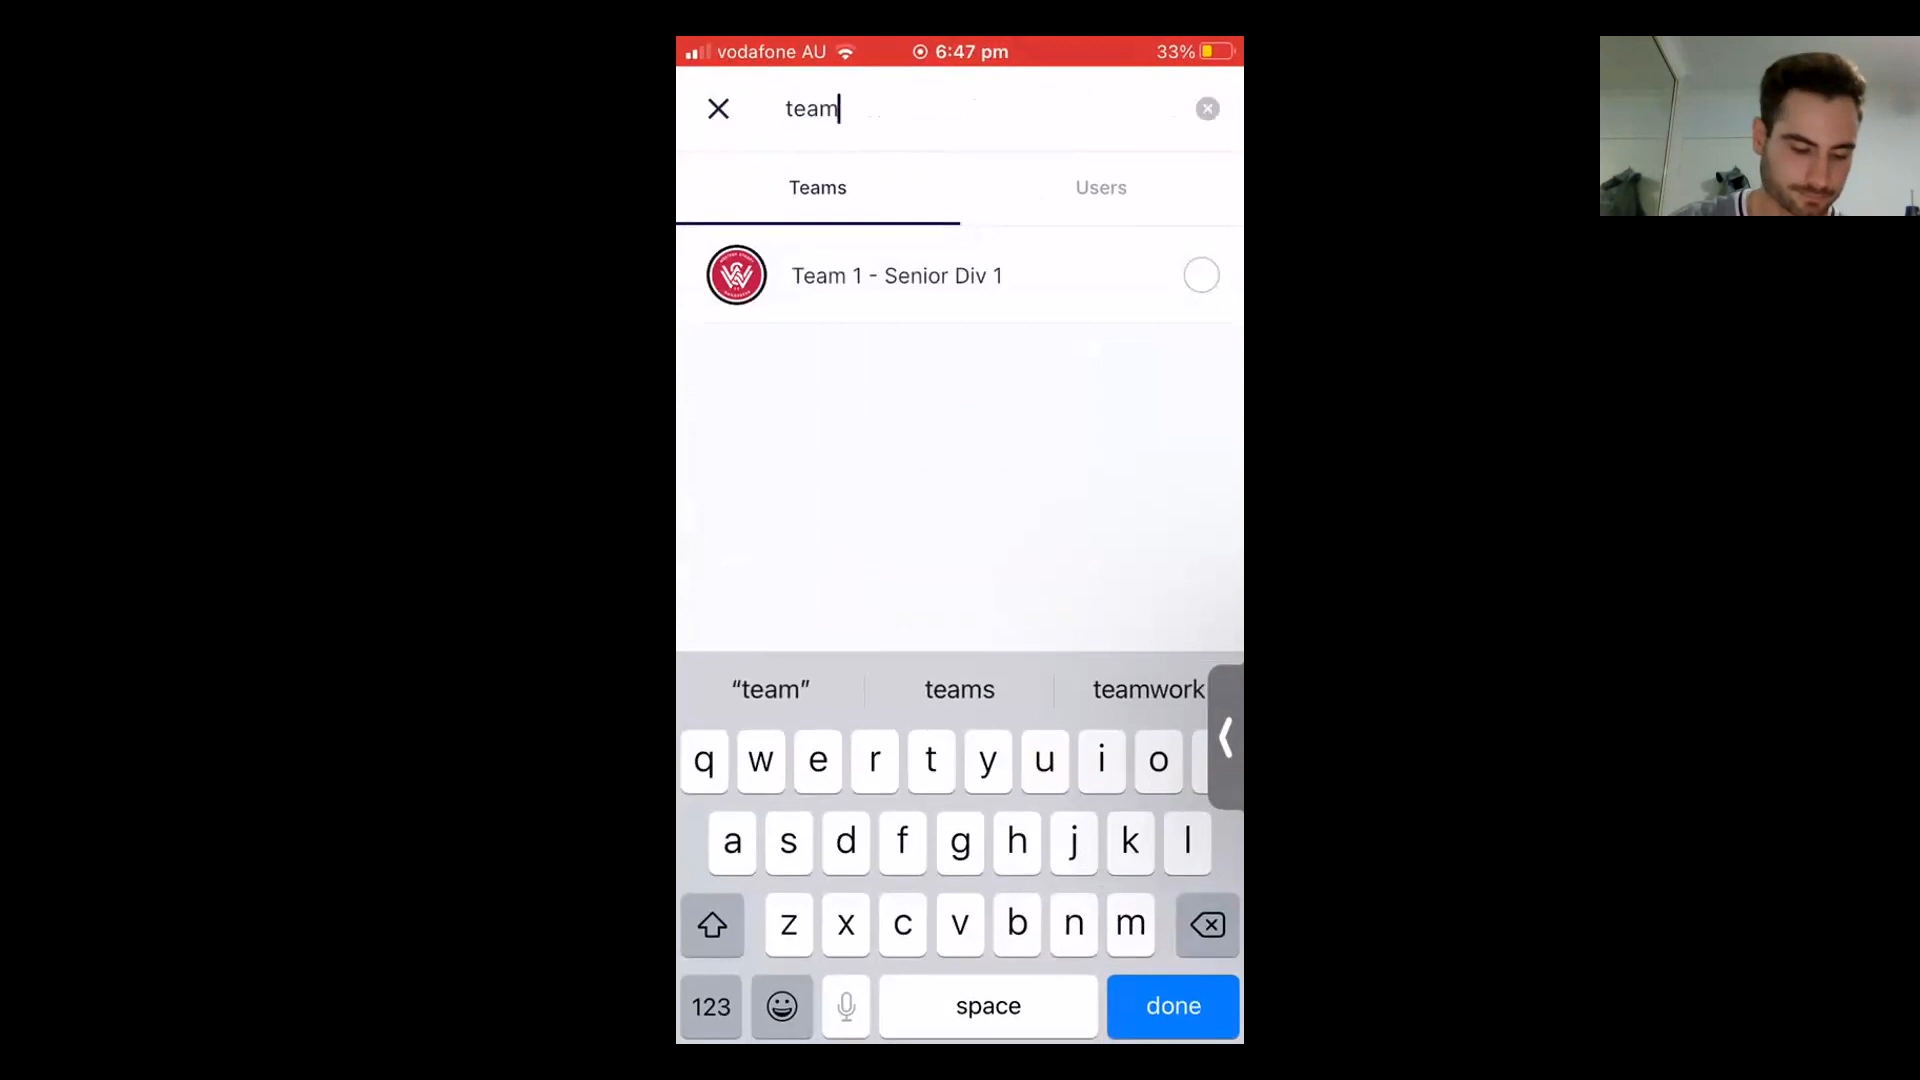 vodafone AU 6:47 pm 33%
team
Teams Users
Team 1 - Senior Div 1
“team” teams teamwork
q w e r t y u i o
a s d f g h j k l
z x c v b n m
123 space done